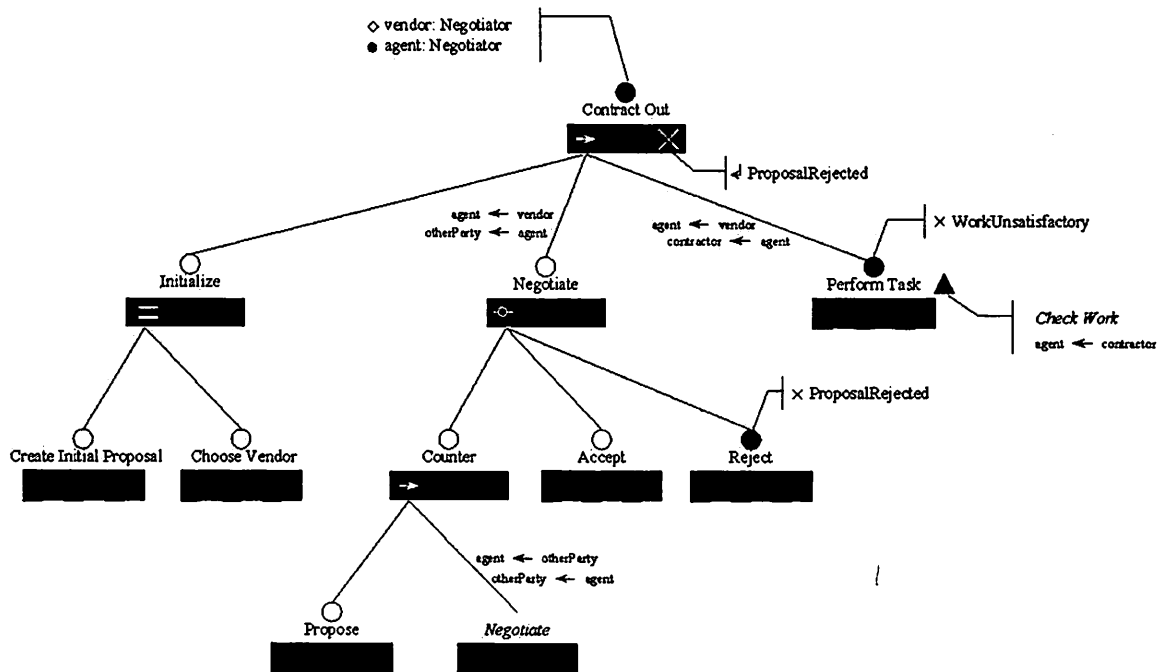 vendor: Negotiator
agent: Negotiator
Contract Out
ProposalRejected
agent ← vendor
otherParty ← agent
agent ← vendor
contractor ← agent
WorkUnsatisfactory
Initialize
Negotiate
Perform Task
Check Work
agent ← contractor
ProposalRejected
Create Initial Proposal
Choose Vendor
Counter
Accept
Reject
agent ← otherParty
otherParty ← agent
Propose
Negotiate